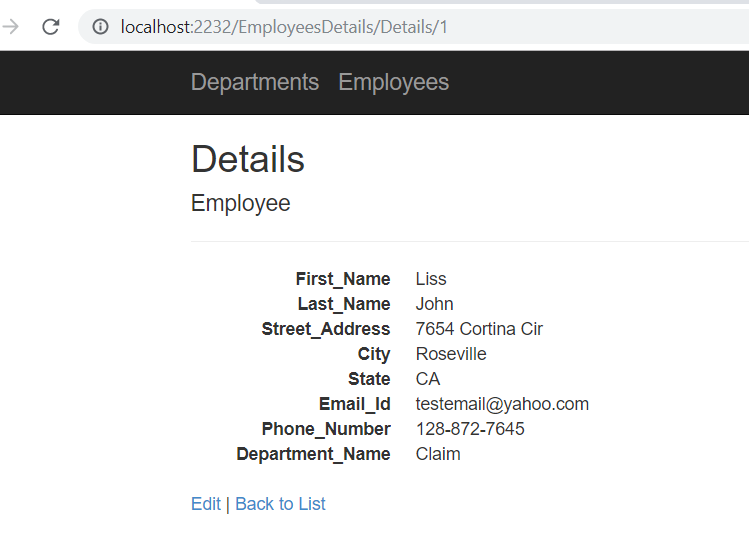 localhost:2232/EmployeesDetails/Details/1
Departments Employees
Details
Employee
First_Name Liss
Last_Name John
Street_Address 7654 Cortina Cir
City Roseville
State CA
Email_Id testemail@yahoo.com
Phone_Number 128-872-7645
Department_Name Claim
Edit | Back to List